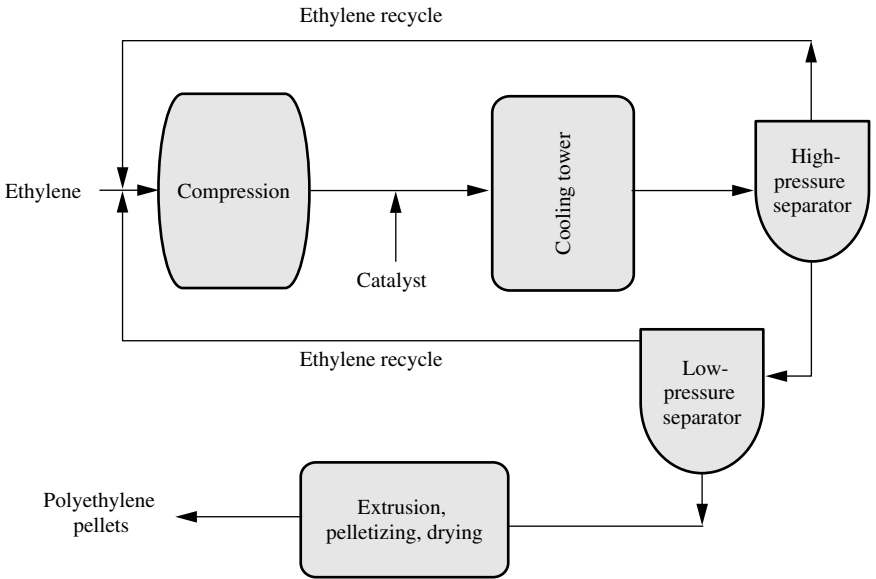 Ethylene recycle
Ethylene
Compression
Catalyst
Cooling tower
High-
pressure
separator
Ethylene recycle
Low-
pressure
separator
Extrusion,
pelletizing, drying
Polyethylene
pellets